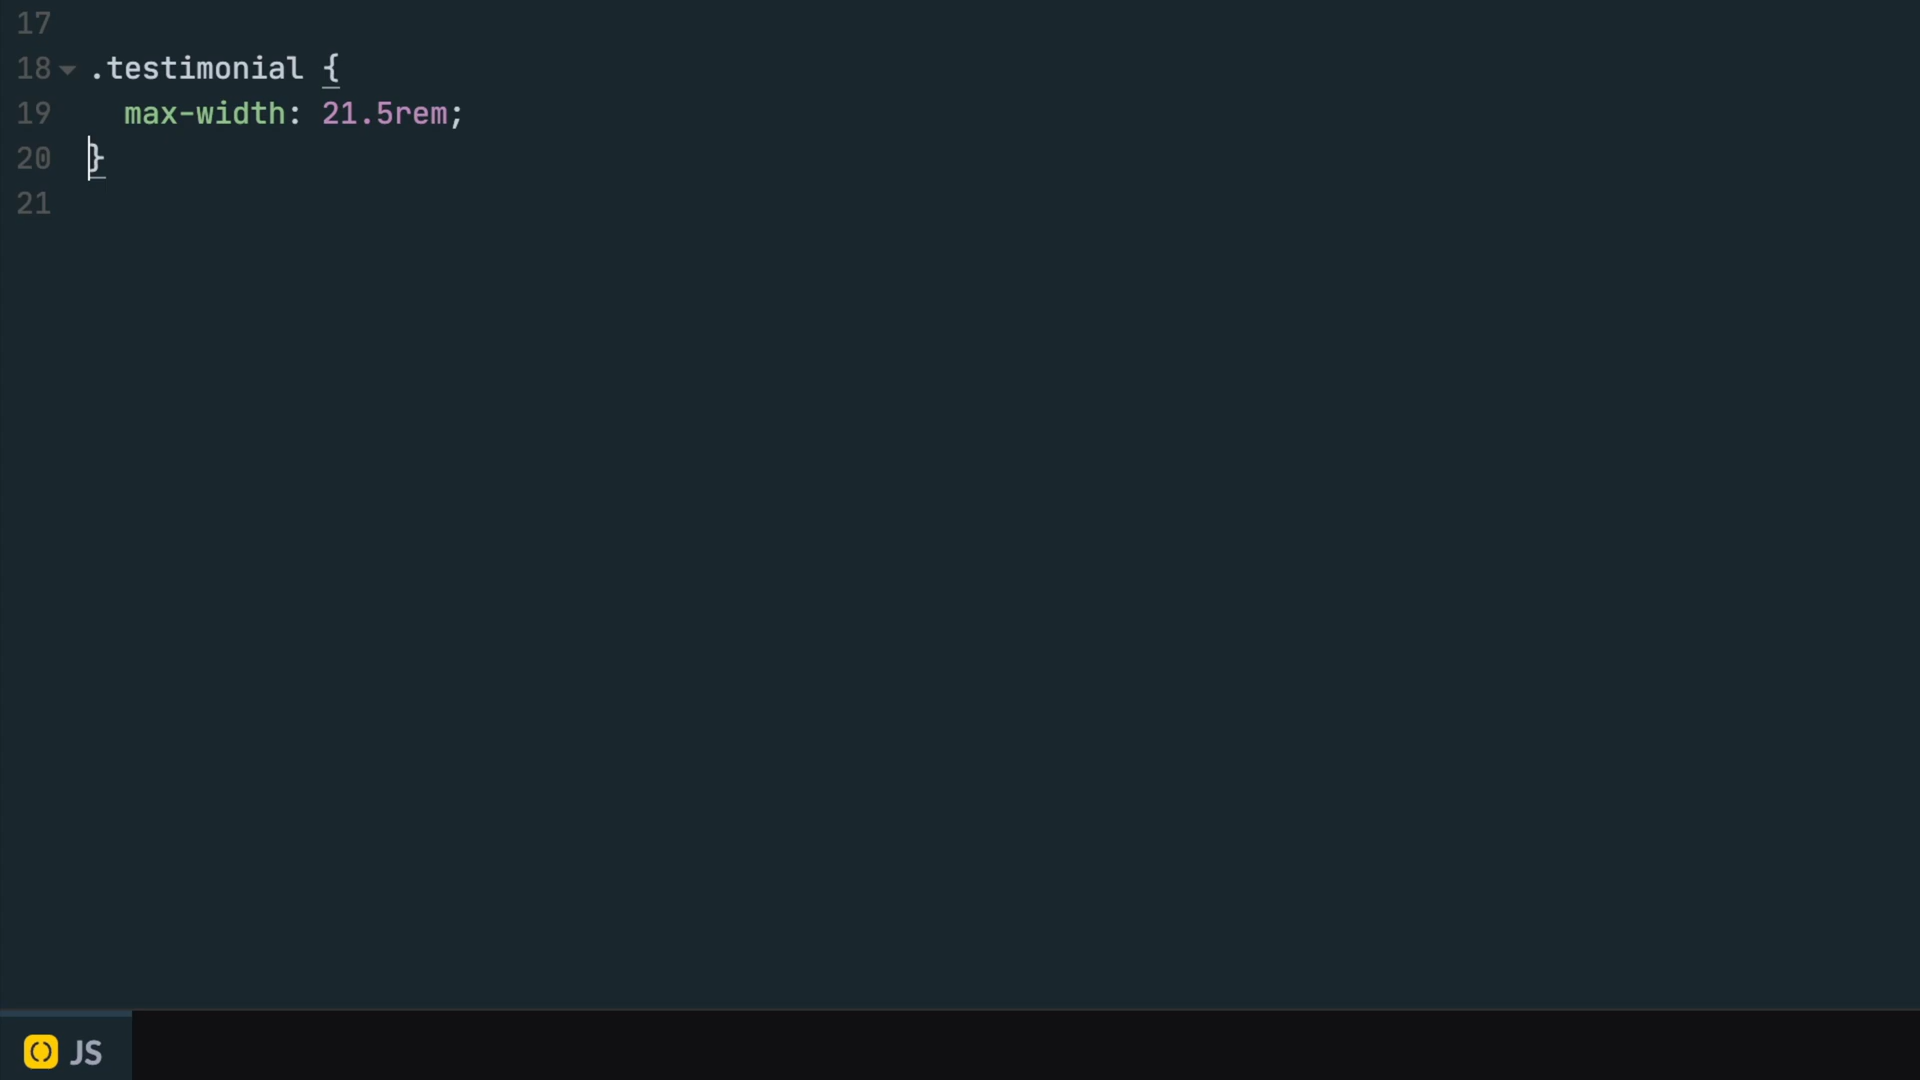 17
18 .testimonial {
19 max-width: 21.5rem;
20 }
21
JS